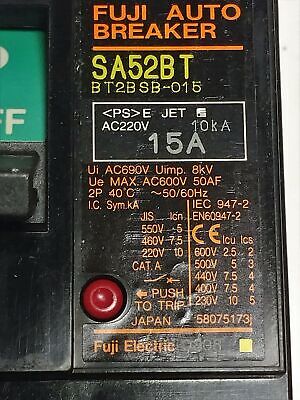 FUJI AUTO
BREAKER
SA52BT
BT2BSB-015
<PS>E JET
AC220V 10kA
15A
Ui AC690V Uimp. 8kV
Ue MAX. AC600V 50AF
2P 40°C ~50/60Hz
I.C. Sym.kA IEC 947-2
JIS Icn EN60947-2
550V 5 CE Icu Ics
460V 7.5 600V 2.5 2
220V 10 500V 5 3
CAT. A 440V 7.5 4
400V 7.5 4
← PUSH 230V 10 5
TO TRIP
JAPAN 58075173
Fuji Electric
OFF